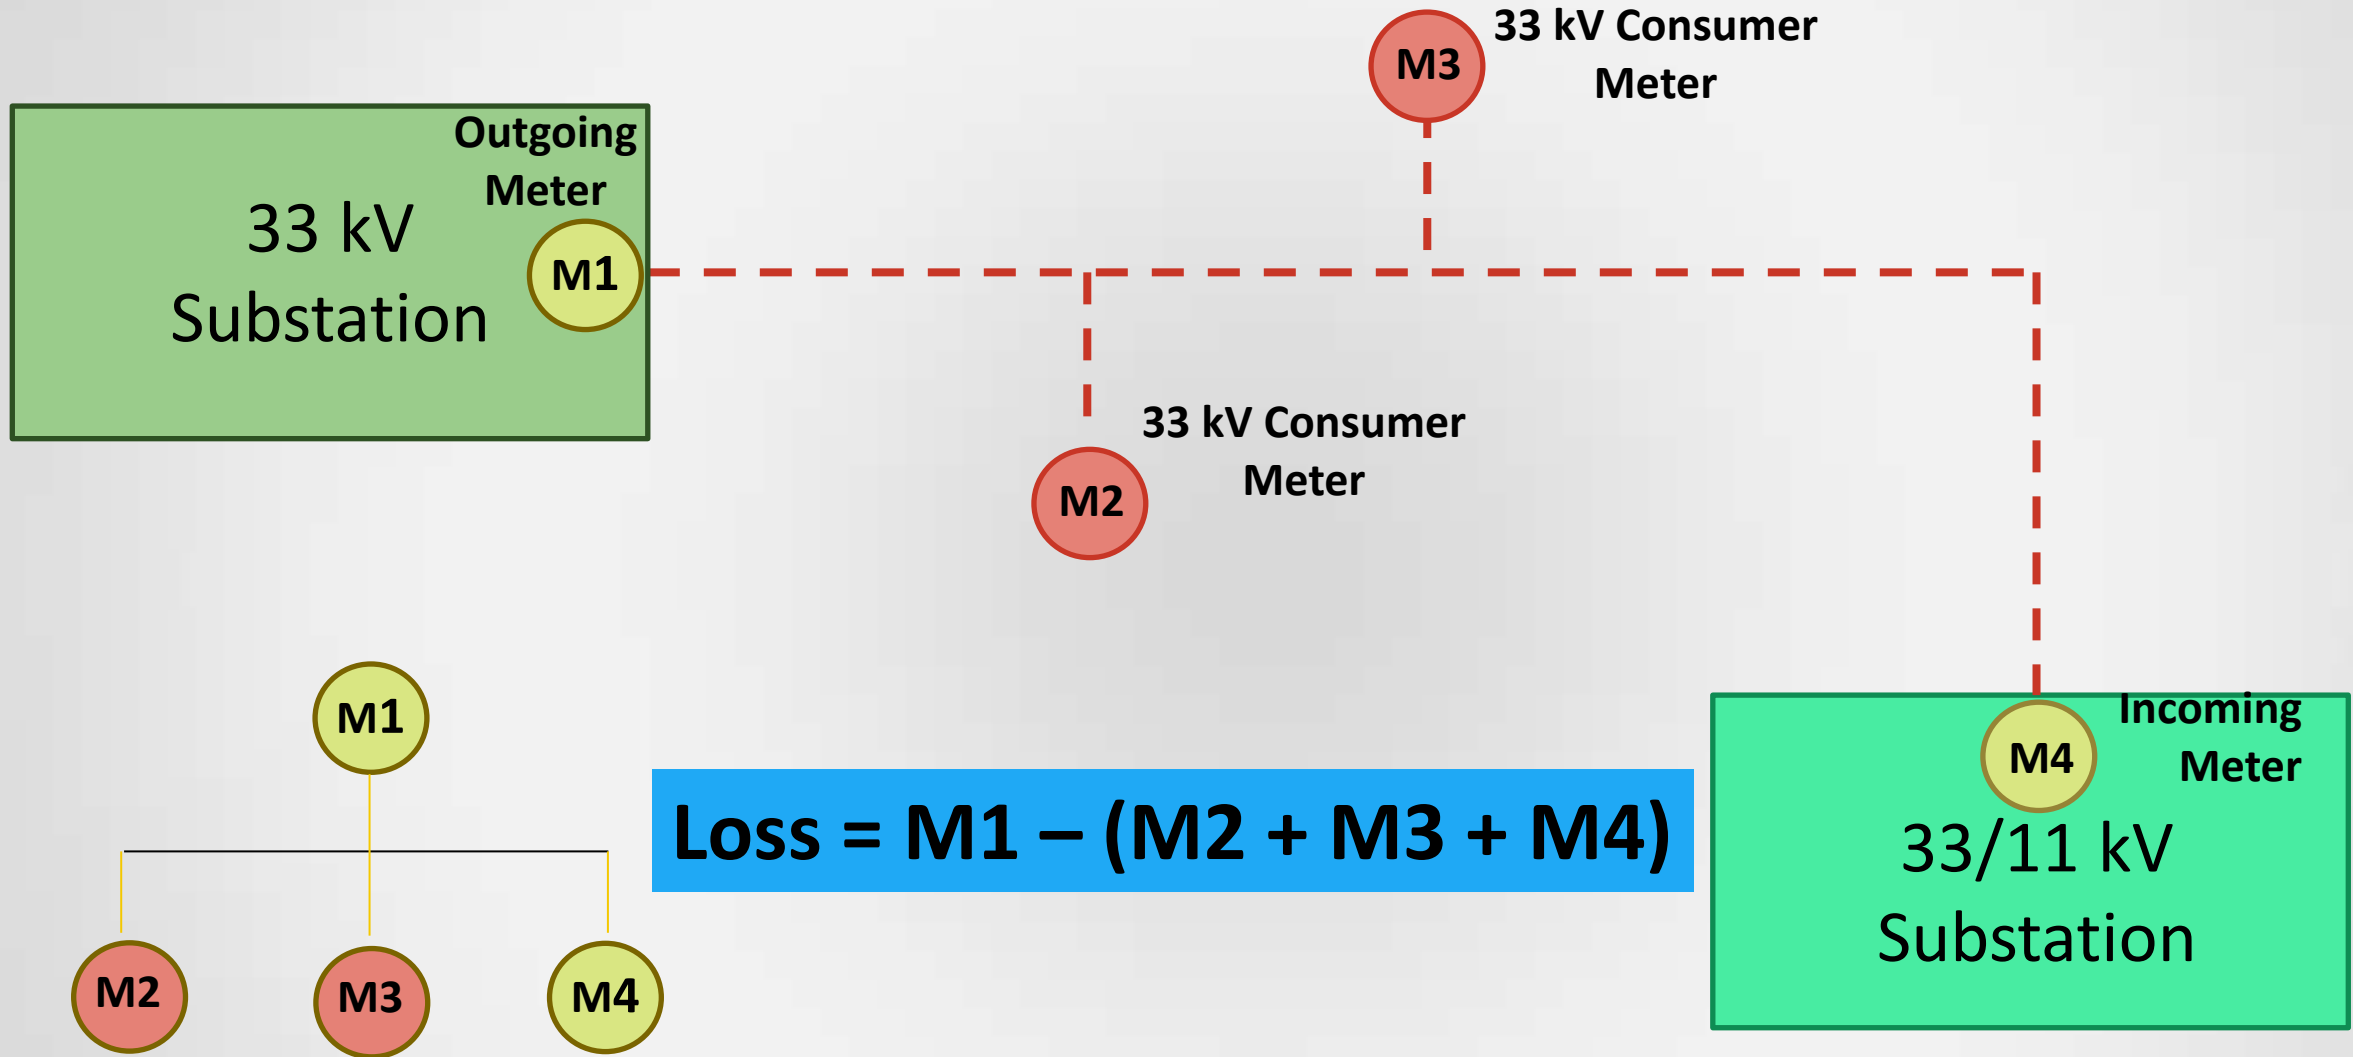 33 kV Consumer
Meter
M3
Outgoing
Meter
33 kV
Substation
M1
33 kV Consumer
Meter
M2
M1
M2
M3
M4
Loss = M1 – (M2 + M3 + M4)
Incoming
Meter
M4
33/11 kV
Substation